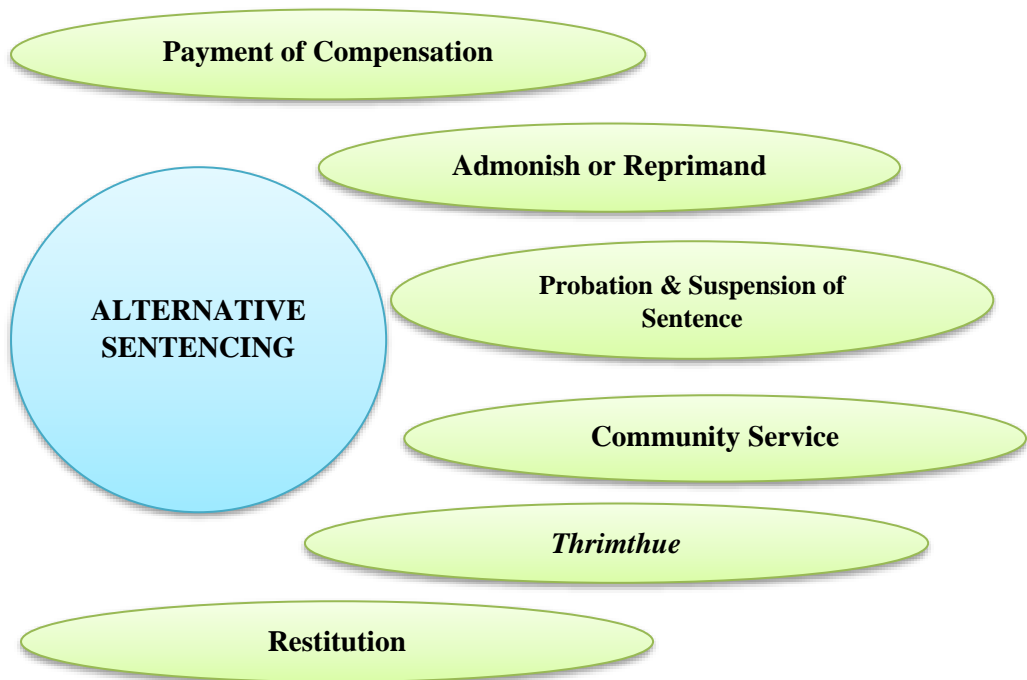 Payment of Compensation
Admonish or Reprimand
Probation & Suspension of
Sentence
ALTERNATIVE
SENTENCING
Community Service
Thrimthue
Restitution